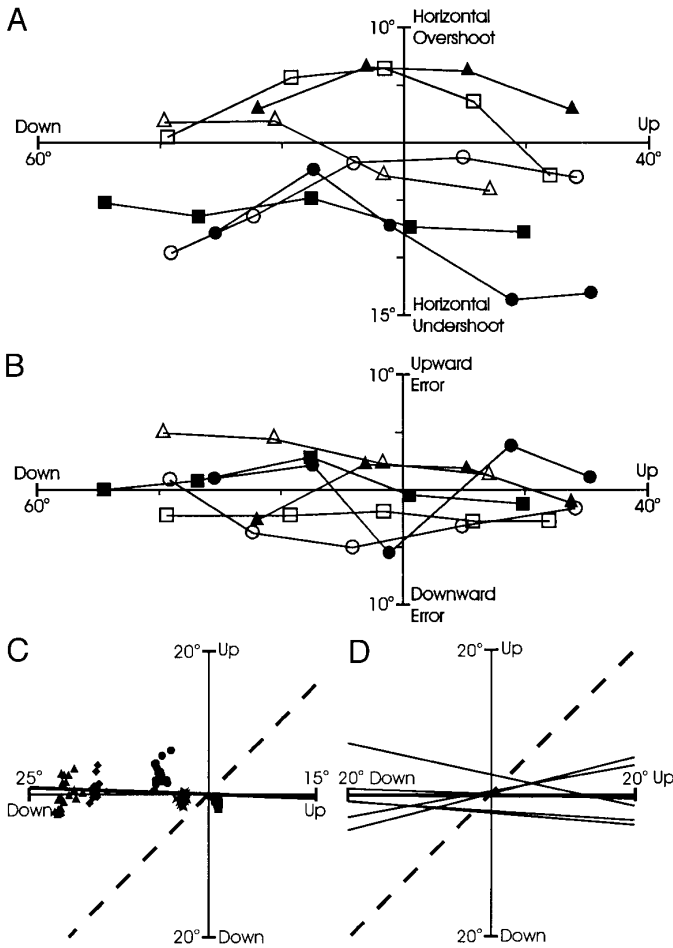 A
10°
Horizontal
Overshoot
Down
60°
Up
40°
15°
Horizontal
Undershoot
B
10°
Upward
Error
Down
60°
Up
40°
10°
Downward
Error
C
20°
Up
25°
Down
15°
Up
20°
Down
D
20°
Up
20° Down
20° Up
20°
Down